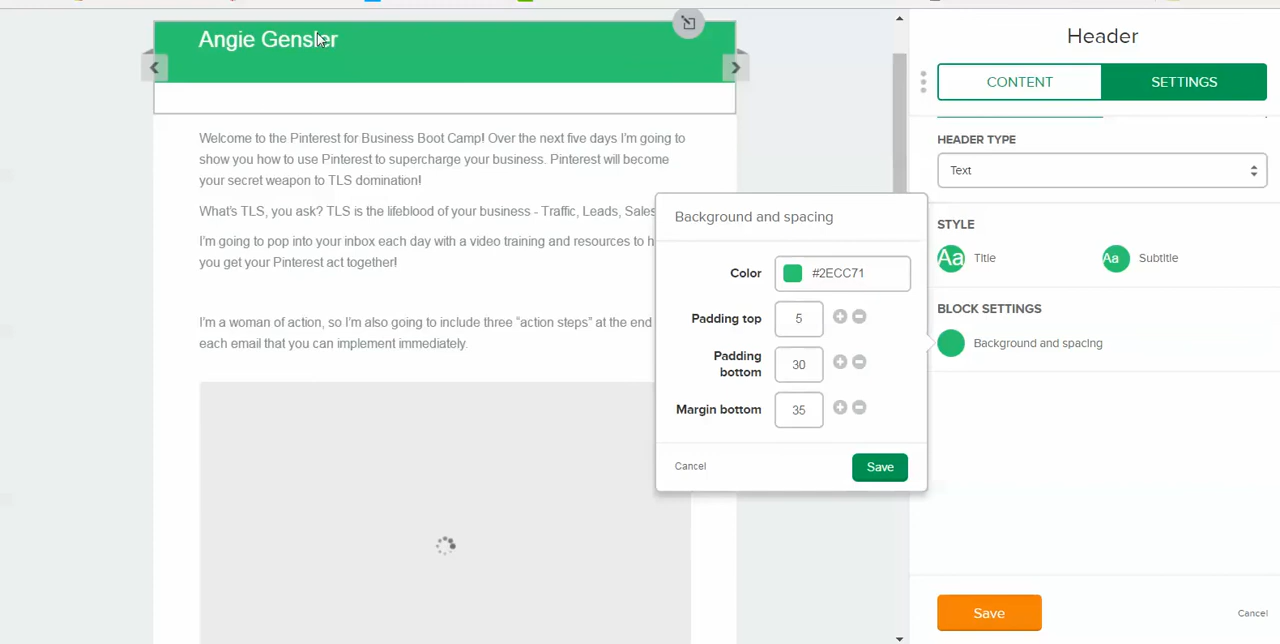 Angie Gensler
Welcome to the Pinterest for Business Boot Camp! Over the next five days I'm going to
show you how to use Pinterest to supercharge your business. Pinterest will become
your secret weapon to TLS domination!
What's TLS, you ask? TLS is the lifeblood of your business - Traffic, Leads, Sales
I'm going to pop into your inbox each day with a video training and resources to
you get your Pinterest act together!
I'm a woman of action, so I'm also going to include three "action steps" at the end
each email that you can implement immediately.
Background and spacing
Color #2ECC71
Padding top 5
Padding
bottom 30
Margin bottom 35
Cancel Save
Header
CONTENT SETTINGS
HEADER TYPE
Text
STYLE
Aa Title Aa Subtitle
BLOCK SETTINGS
Background and spacing
Save Cancel